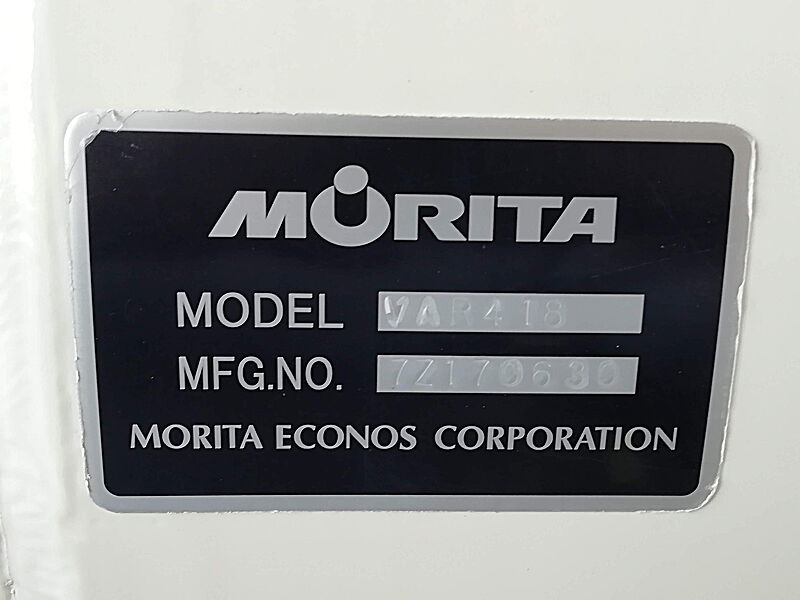 MORITA
MODEL VAR418
MFG.NO. 7Z170630
MORITA ECONOS CORPORATION